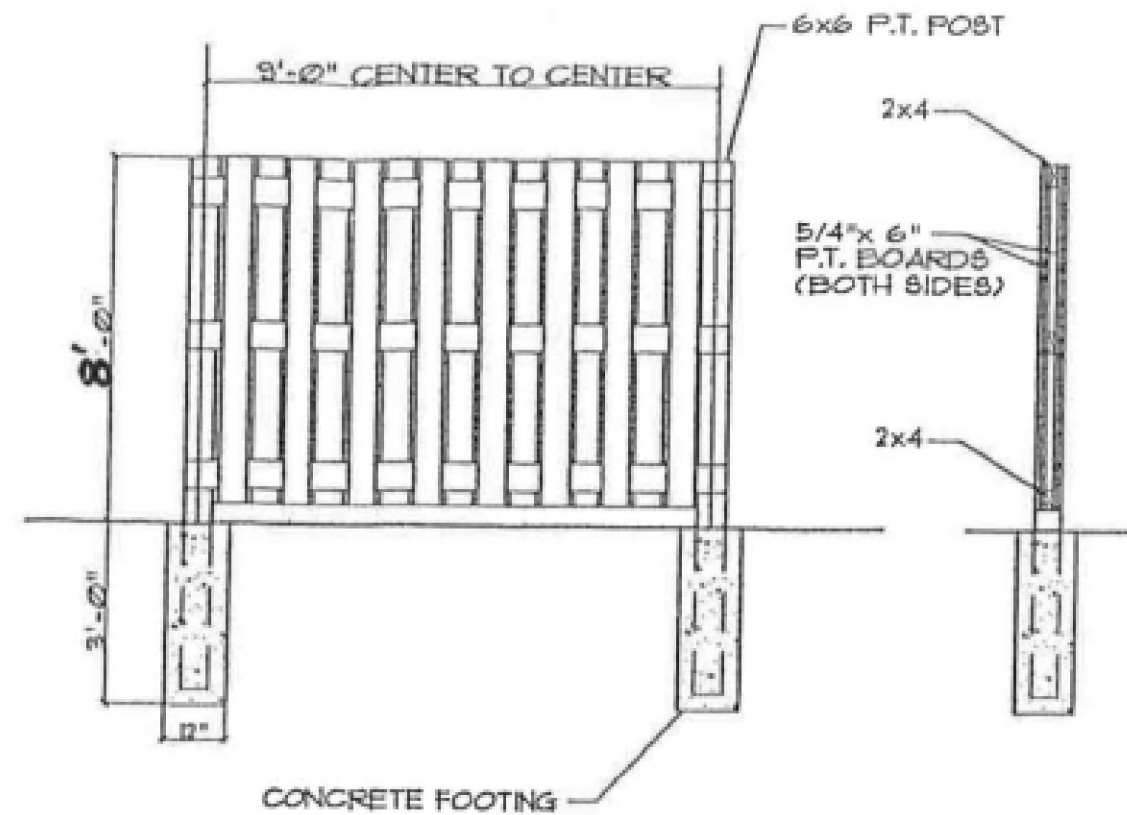 6x6 P.T. POST
9'-0" CENTER TO CENTER
2x4
5/4"x 6"
P.T. BOARDS
(BOTH SIDES)
8'-0"
2x4
3'-0"
12"
CONCRETE FOOTING